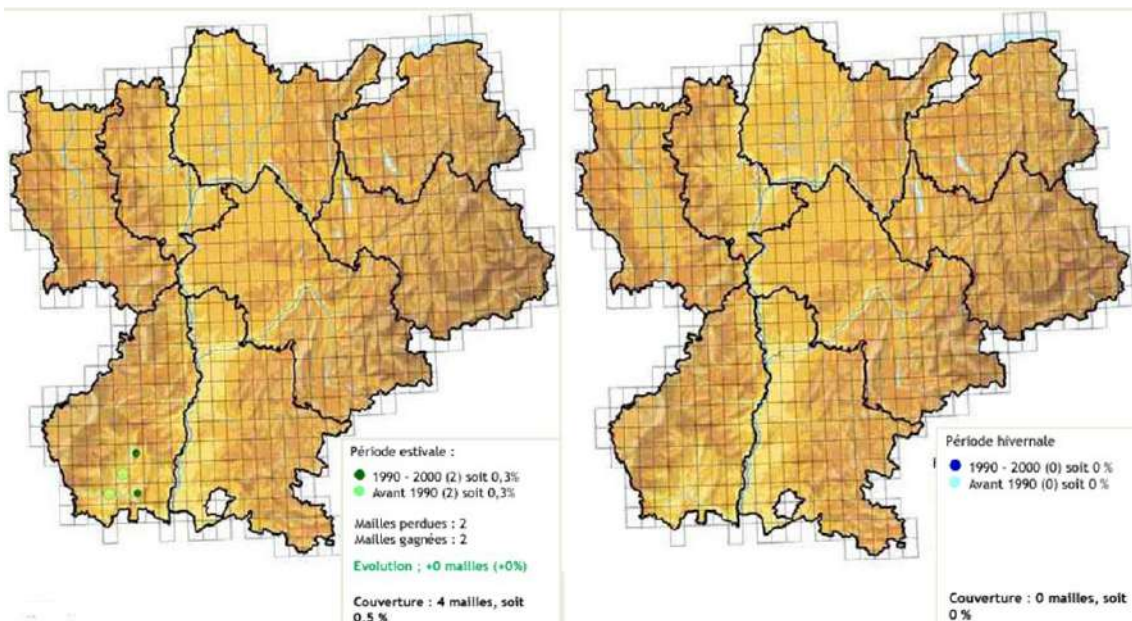 Période estivale :
1990 - 2000 (2) soit 0,3%
Avant 1990 (2) soit 0,3%
Mailles perdues : 2
Mailles gagnées : 2
Evolution : +0 mailles (+0%)
Couverture : 4 mailles, soit
0,5 %
Période hivernale
1990 - 2000 (0) soit 0 %
Avant 1990 (0) soit 0 %
Couverture : 0 mailles, soit
0 %